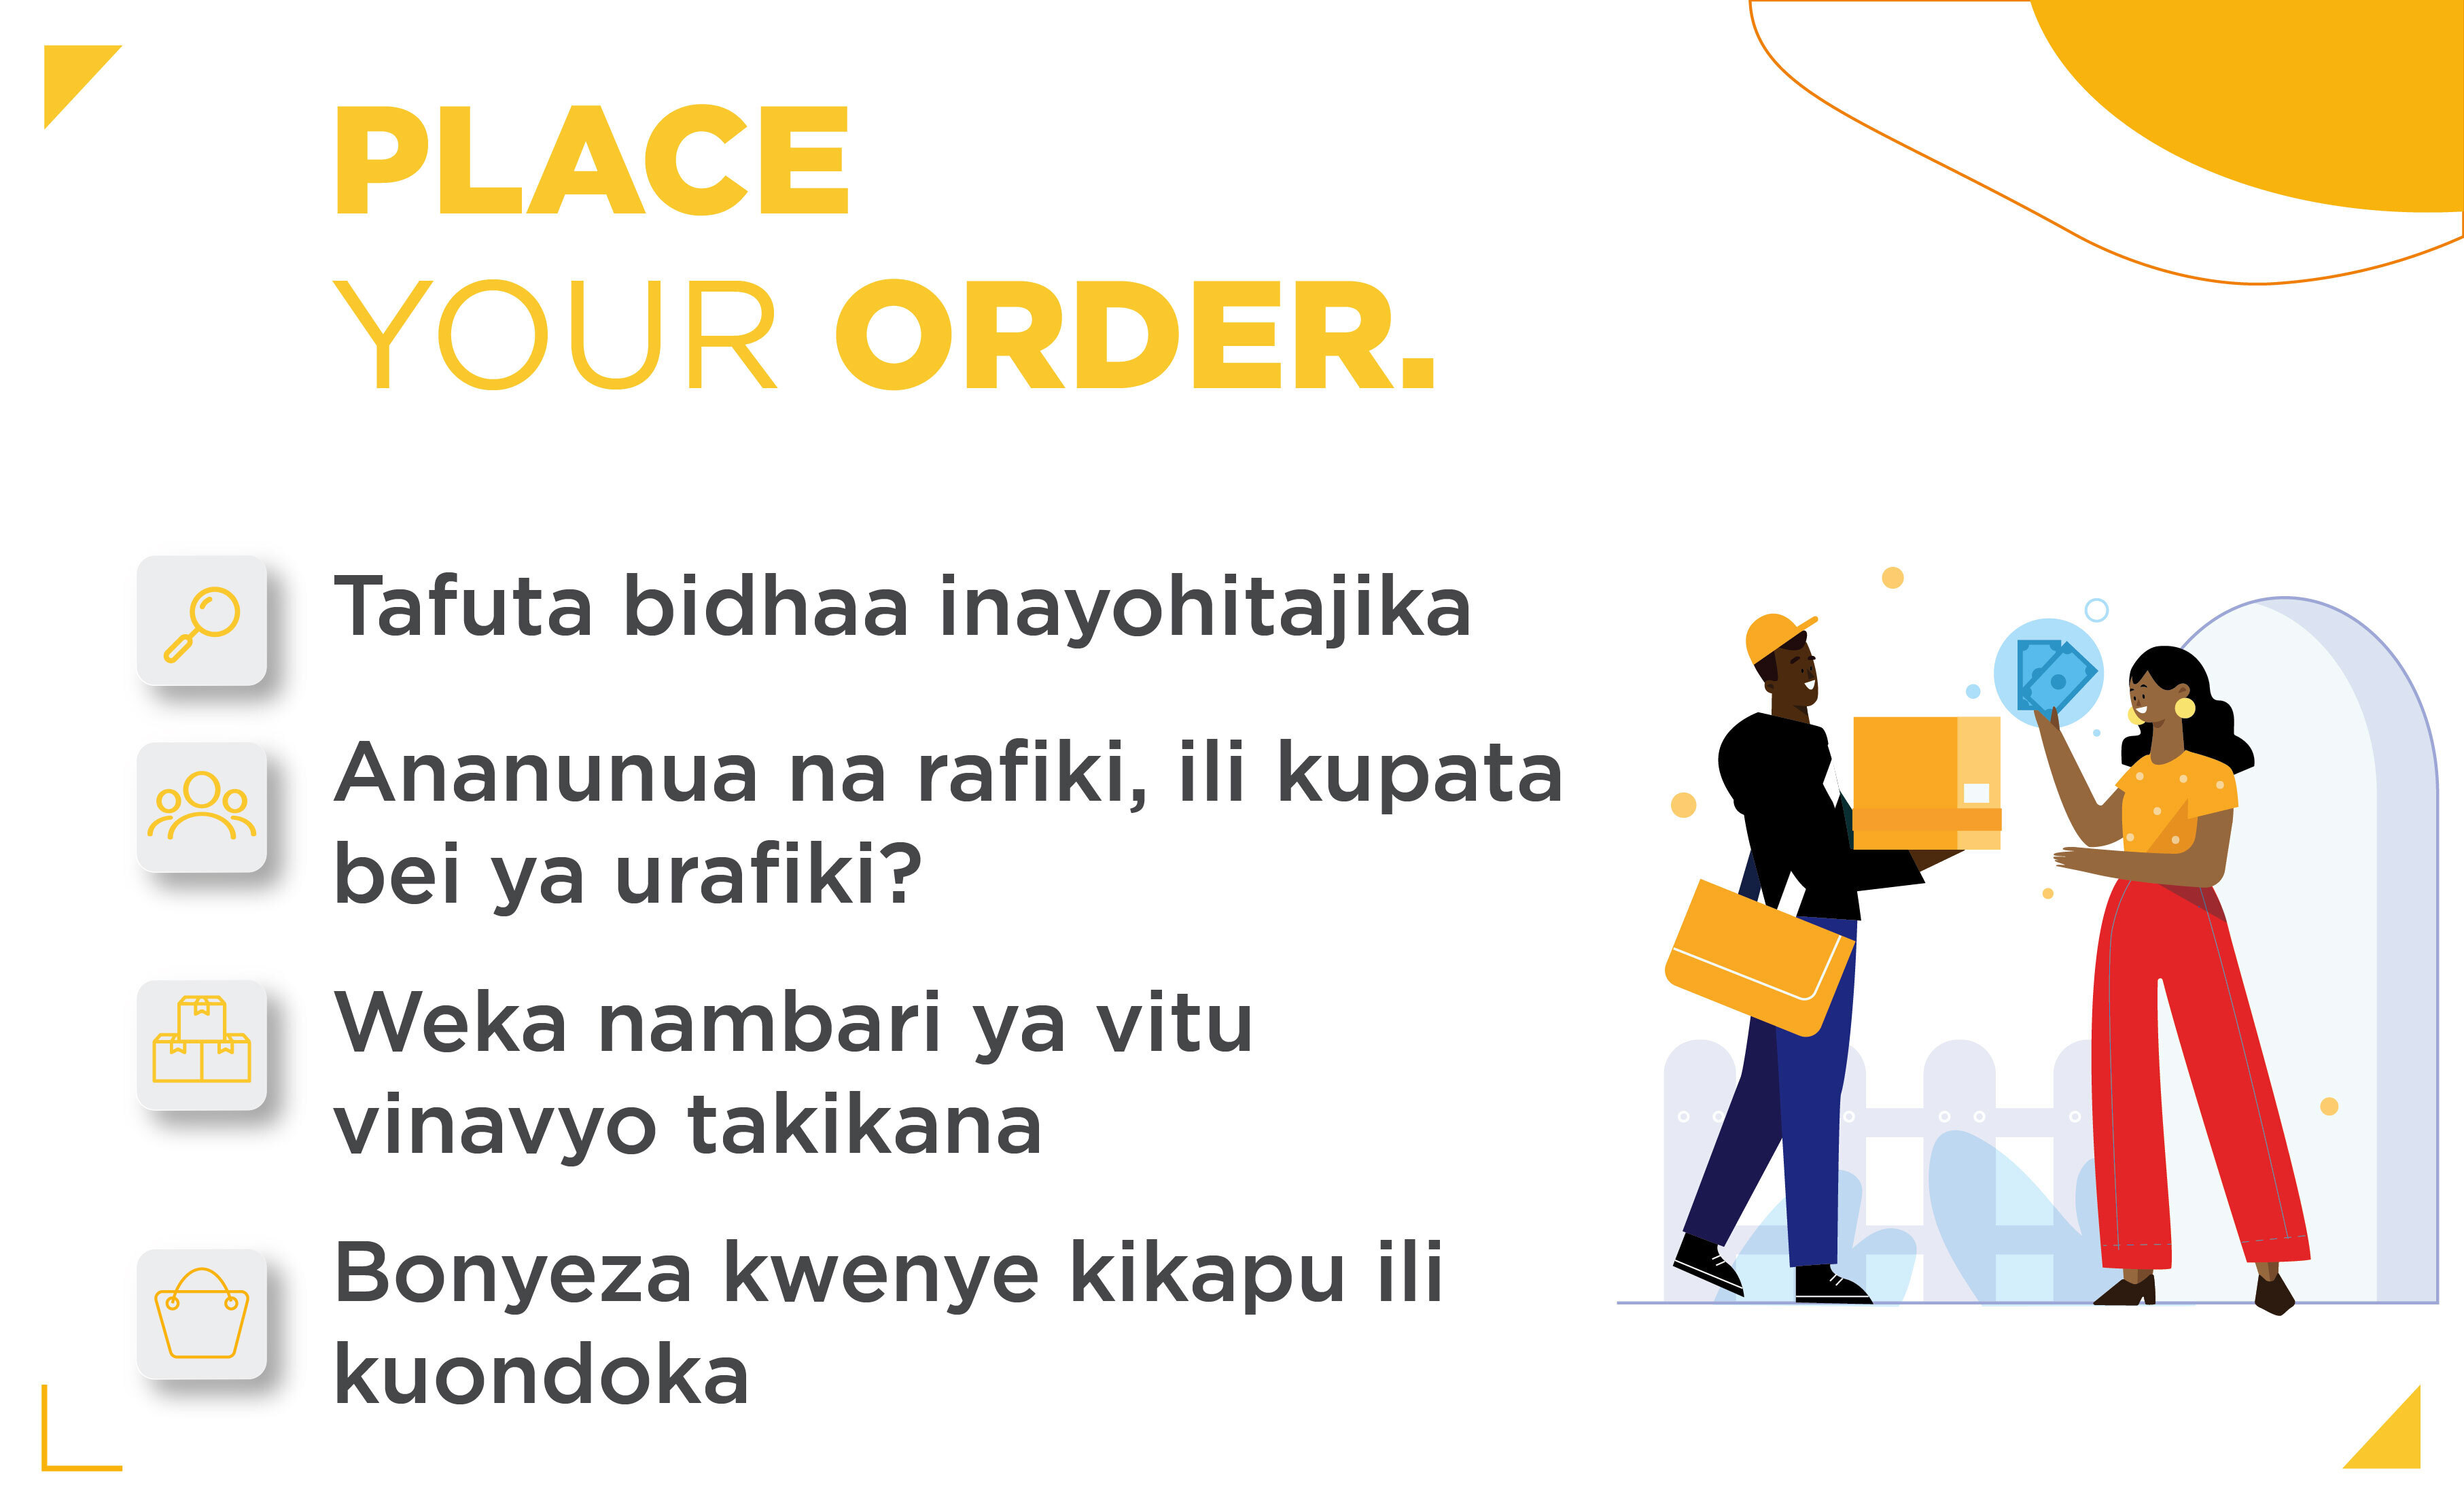 PLACE
YOUR ORDER.
Tafuta bidhaa inayohitajika
Ananunua na rafiki, ili kupata
bei ya urafiki?
Weka nambari ya vitu
vinavyo takikana
Bonyeza kwenye kikapu ili
kuondoka